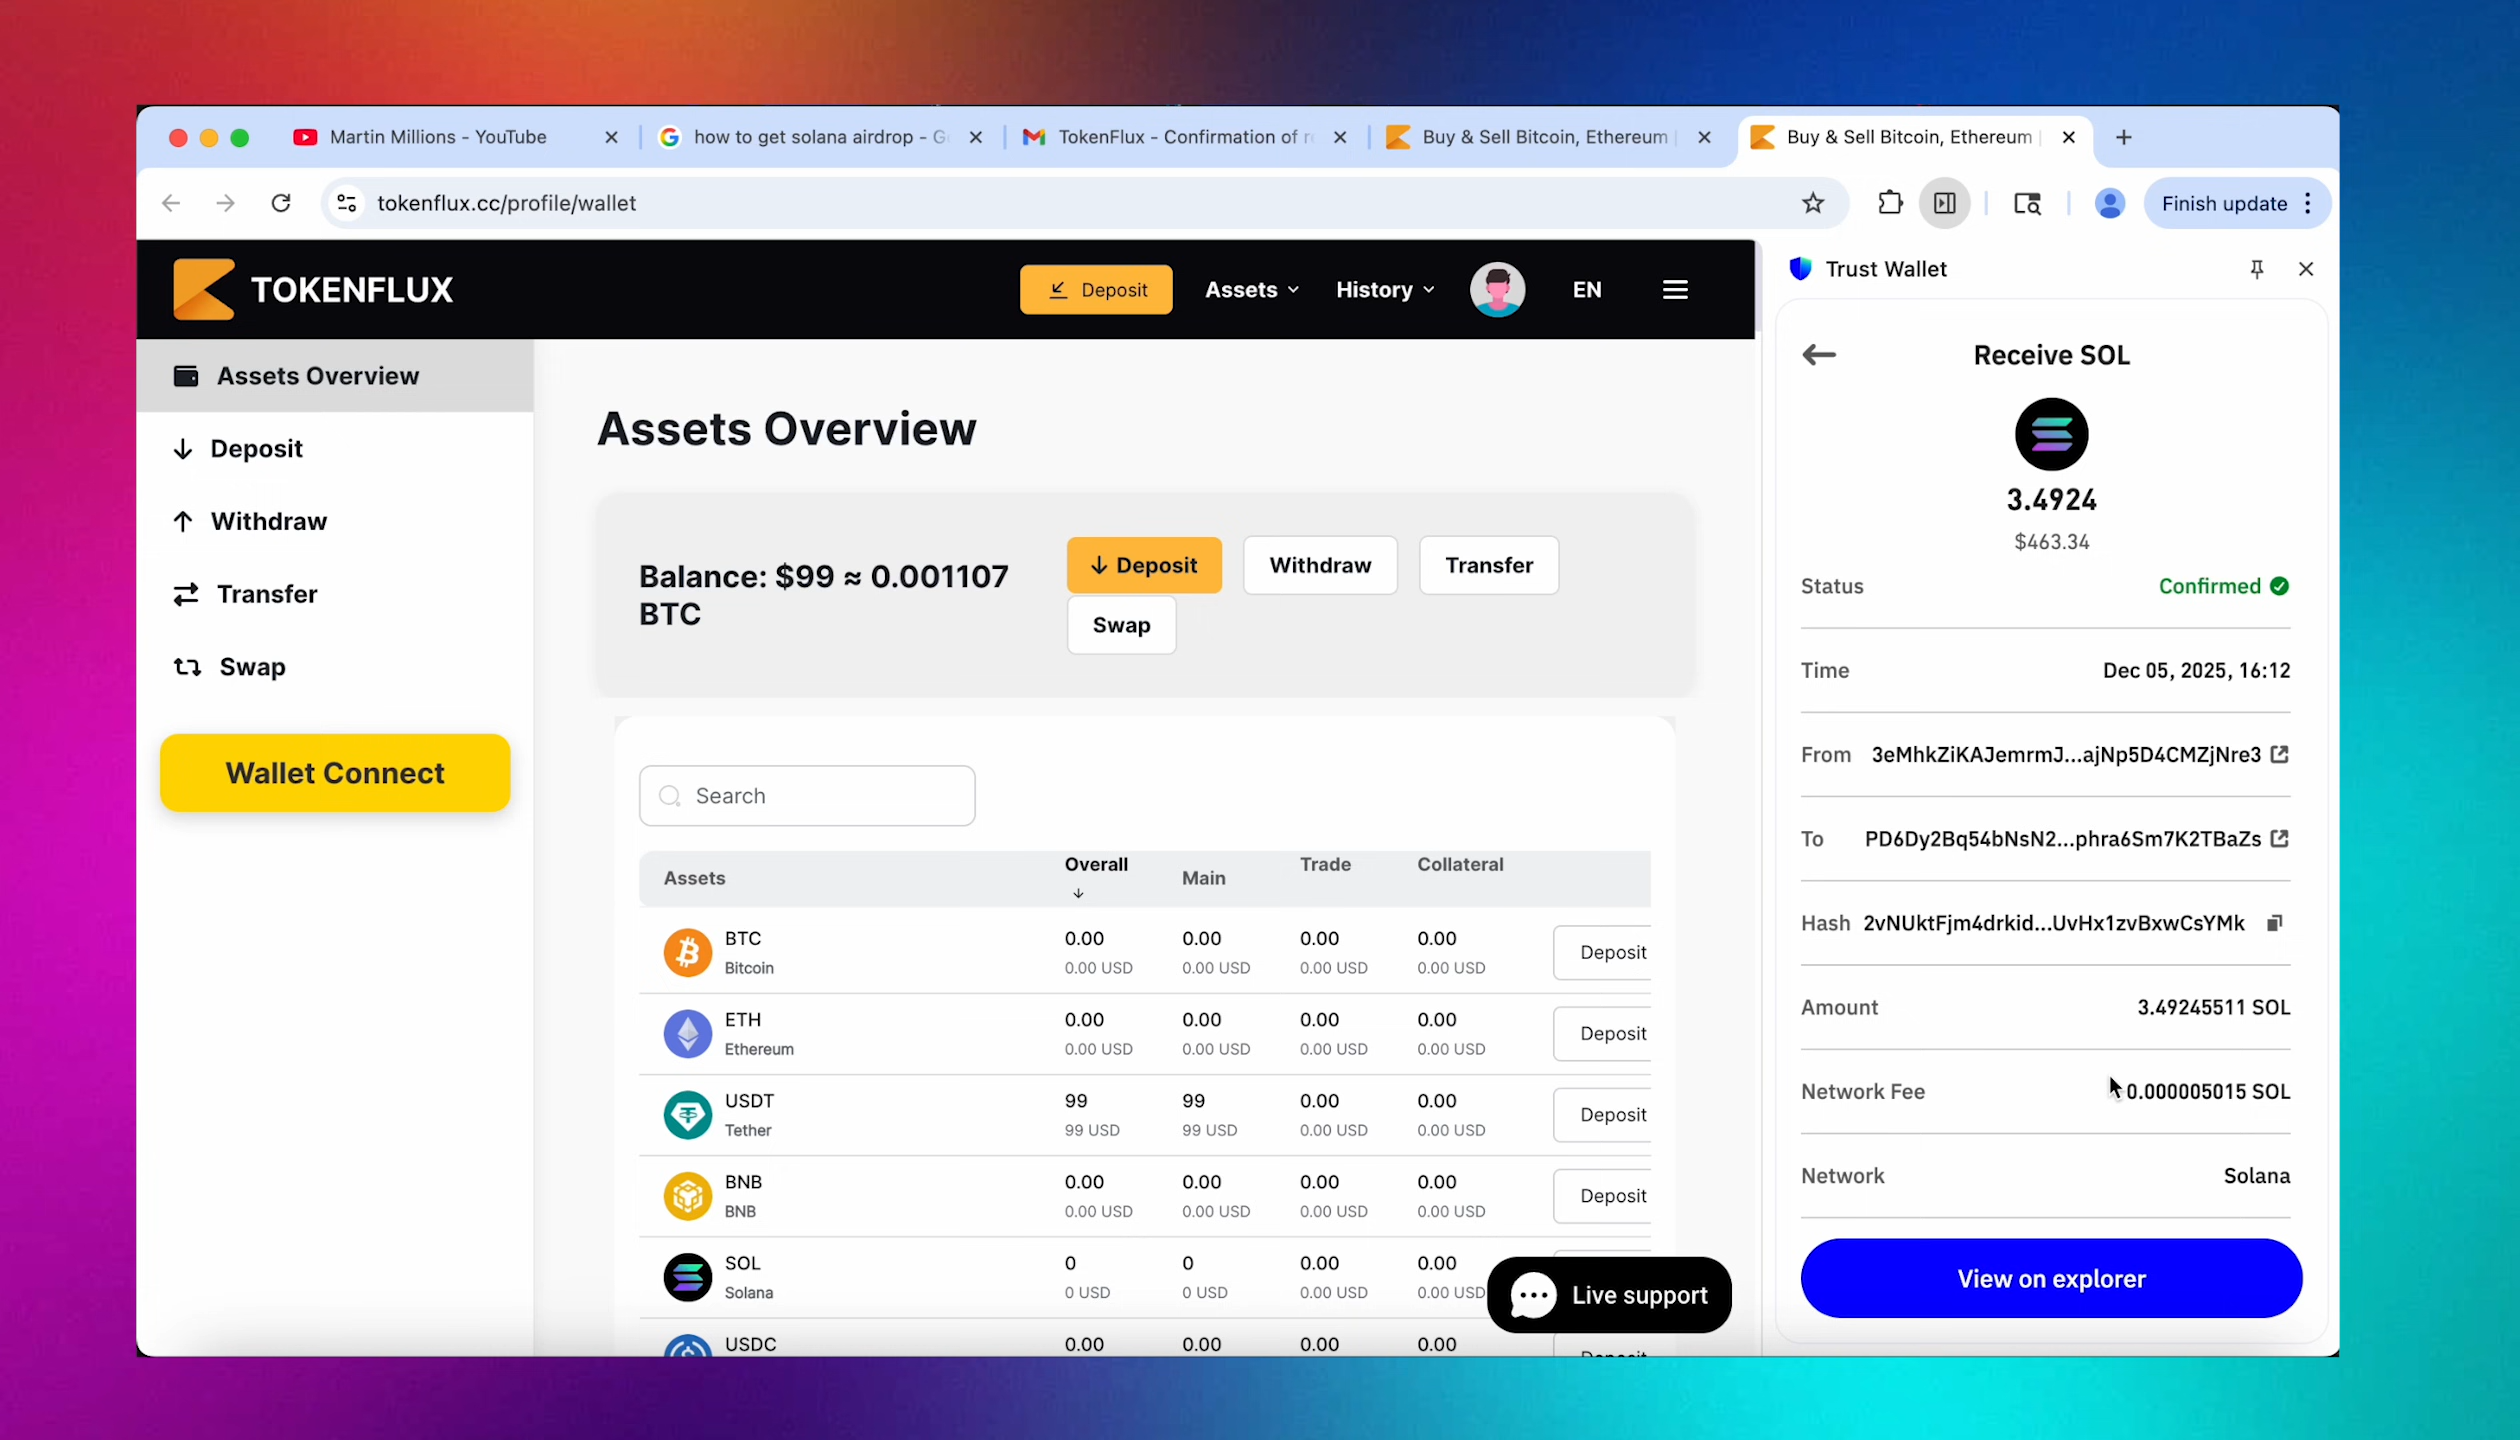 Martin Millions - YouTube
how to get solana airdrop - G
TokenFlux - Confirmation of r
Buy & Sell Bitcoin, Ethereum |
Buy & Sell Bitcoin, Ethereum |
tokenflux.cc/profile/wallet
Finish update
TOKENFLUX
Deposit
Assets
History
EN
Assets Overview
Deposit
Withdraw
Transfer
Swap
Wallet Connect
Assets Overview
Balance: $99 ≈ 0.001107
BTC
Deposit
Withdraw
Transfer
Swap
Search
Assets Overall Main Trade Collateral
BTC 0.00 0.00 0.00 0.00
Bitcoin 0.00 USD 0.00 USD 0.00 USD 0.00 USD
Deposit
ETH 0.00 0.00 0.00 0.00
Ethereum 0.00 USD 0.00 USD 0.00 USD 0.00 USD
Deposit
USDT 99 99 0.00 0.00
Tether 99 USD 99 USD 0.00 USD 0.00 USD
Deposit
BNB 0.00 0.00 0.00 0.00
BNB 0.00 USD 0.00 USD 0.00 USD 0.00 USD
Deposit
SOL 0 0 0.00 0.00
Solana 0 USD 0 USD 0.00 USD 0.00 USD
USDC 0.00 0.00 0.00 0.00
Live support
Trust Wallet
Receive SOL
3.4924
$463.34
Status Confirmed
Time Dec 05, 2025, 16:12
From 3eMhkZiKAJemrmJ...ajNp5D4CMZjNre3
To PD6Dy2Bq54bNsN2...phra6Sm7K2TBaZs
Hash 2vNUktFjm4drkid...UvHx1zvBxwCsYMk
Amount 3.49245511 SOL
Network Fee 0.000005015 SOL
Network Solana
View on explorer